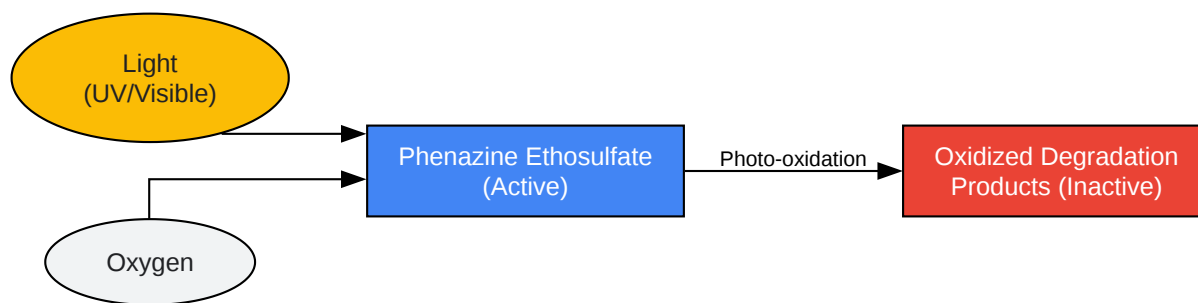 Light
(UV/Visible)
Oxygen
Phenazine Ethosulfate
(Active)
Photo-oxidation
Oxidized Degradation
Products (Inactive)